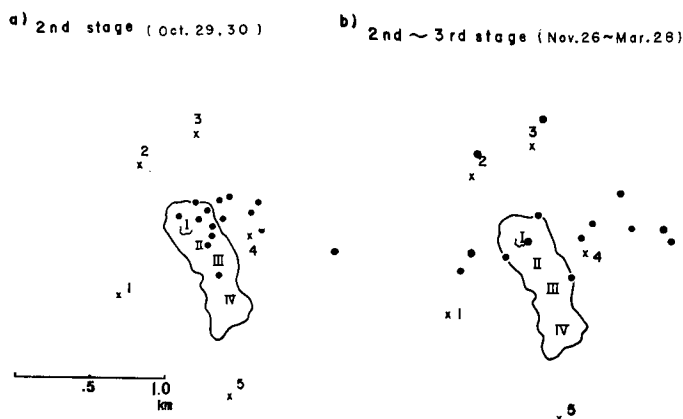 a) 2nd stage (Oct. 29, 30)
3
2
I
II
4
III
1
IV
5
.5 1.0
km
b) 2nd ~ 3rd stage (Nov. 26~Mar. 28)
3
2
I
4
II
III
1
IV
5